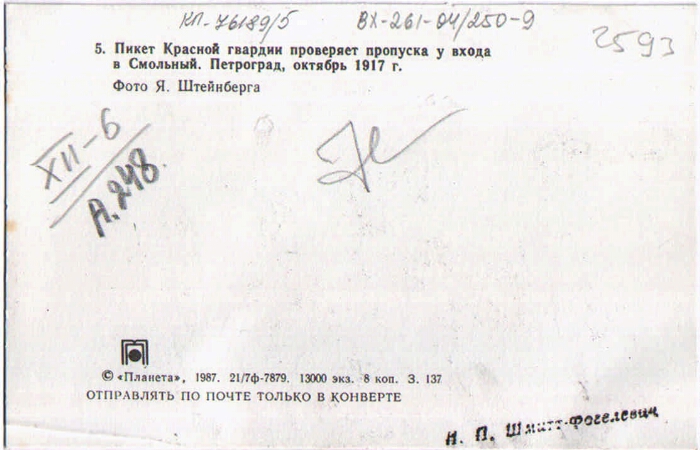 КП-76189/5 ВХ-261-04/250-9
2593
5. Пикет Красной гвардии проверяет пропуска у входа
в Смольный. Петроград, октябрь 1917 г.
Фото Я. Штейнберга
XII-6
А.248.
© «Планета», 1987. 21/7ф-7879. 13000 экз. 8 коп. З. 137
ОТПРАВЛЯТЬ ПО ПОЧТЕ ТОЛЬКО В КОНВЕРТЕ
Н. П. Шмитт-Фогелевич